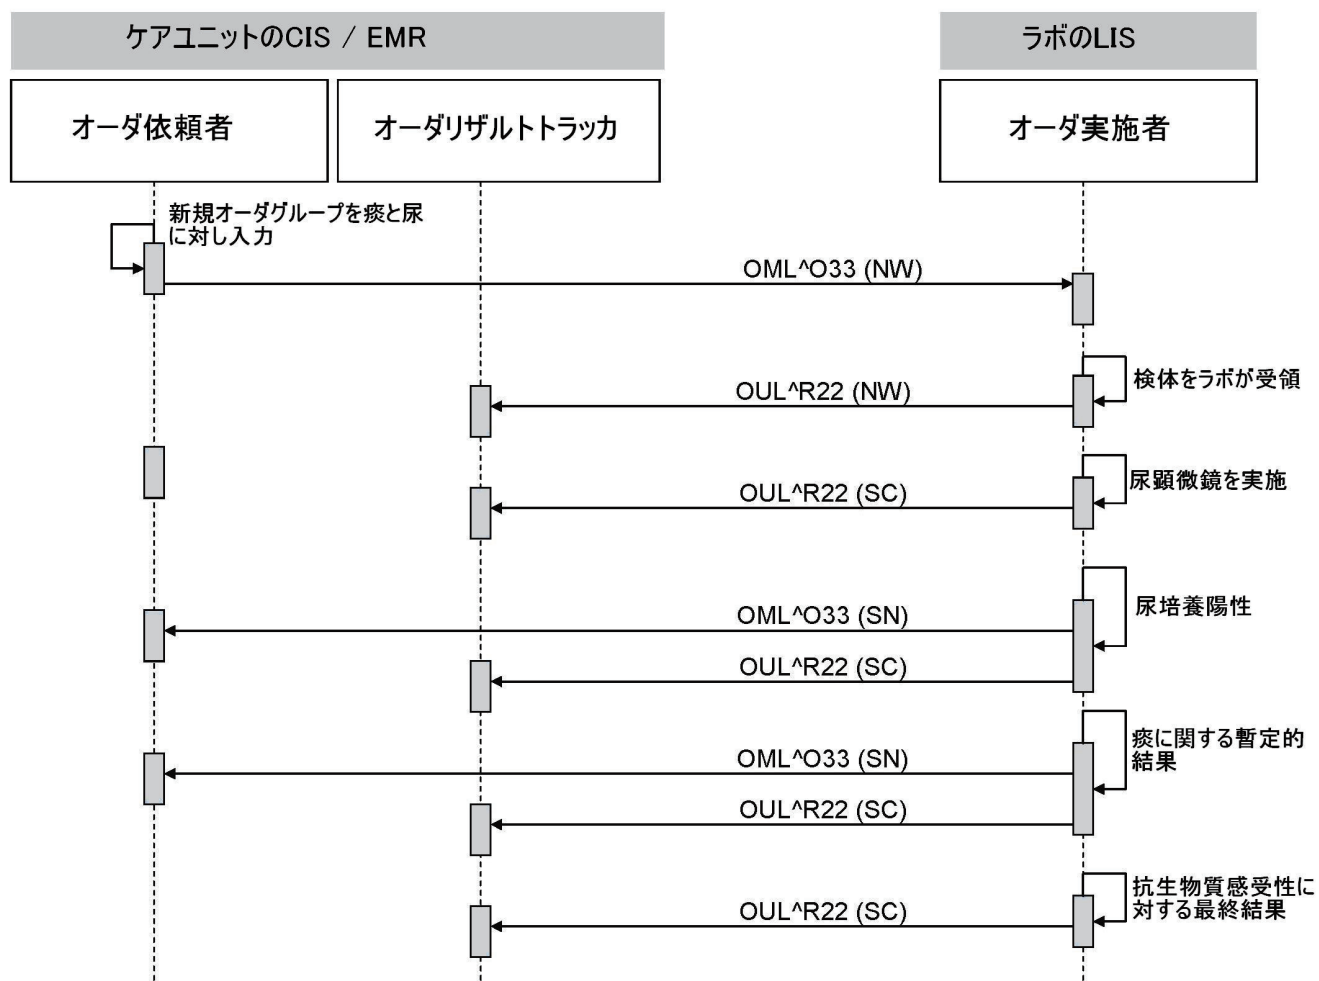 ケアユニットのCIS / EMR
ラボのLIS
オーダ依頼者
オーダリザルトトラッカ
オーダ実施者
新規オーダグループを痰と尿
に対し入力
OML^O33 (NW)
検体をラボが受領
OUL^R22 (NW)
尿顕微鏡を実施
OUL^R22 (SC)
尿培養陽性
OML^O33 (SN)
OUL^R22 (SC)
痰に関する暫定的
結果
OML^O33 (SN)
OUL^R22 (SC)
抗生物質感受性に
対する最終結果
OUL^R22 (SC)